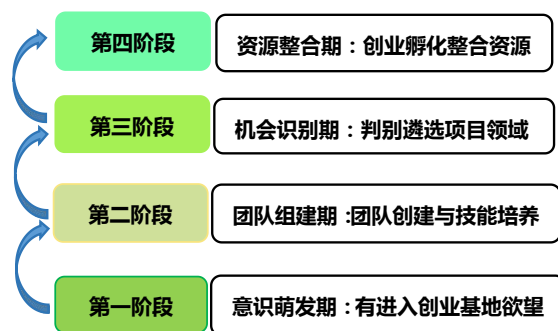 第四阶段 资源整合期：创业孵化整合资源
第三阶段 机会识别期：判别遴选项目领域
第二阶段 团队组建期：团队创建与技能培养
第一阶段 意识萌发期：有进入创业基地欲望